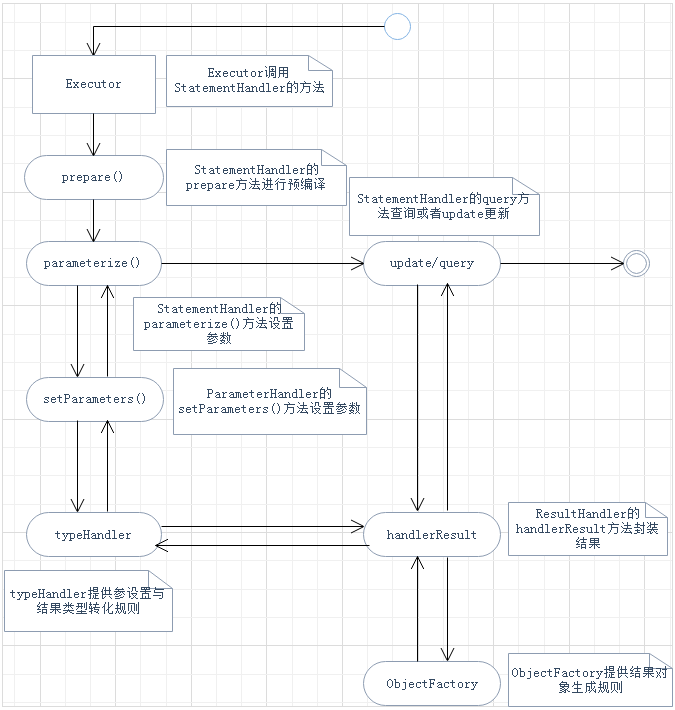 Executor
Executor调用
StatementHandler的方法
prepare()
StatementHandler的
prepare方法进行预编译
StatementHandler的query方
法查询或者update更新
parameterize()
update/query
StatementHandler的
parameterize()方法设置
参数
setParameters()
ParameterHandler的
setParameters()方法设置参数
typeHandler
handlerResult
ResultHandler的
handlerResult方法封装
结果
typeHandler提供参设置与
结果类型转化规则
ObjectFactory
ObjectFactory提供结果对
象生成规则